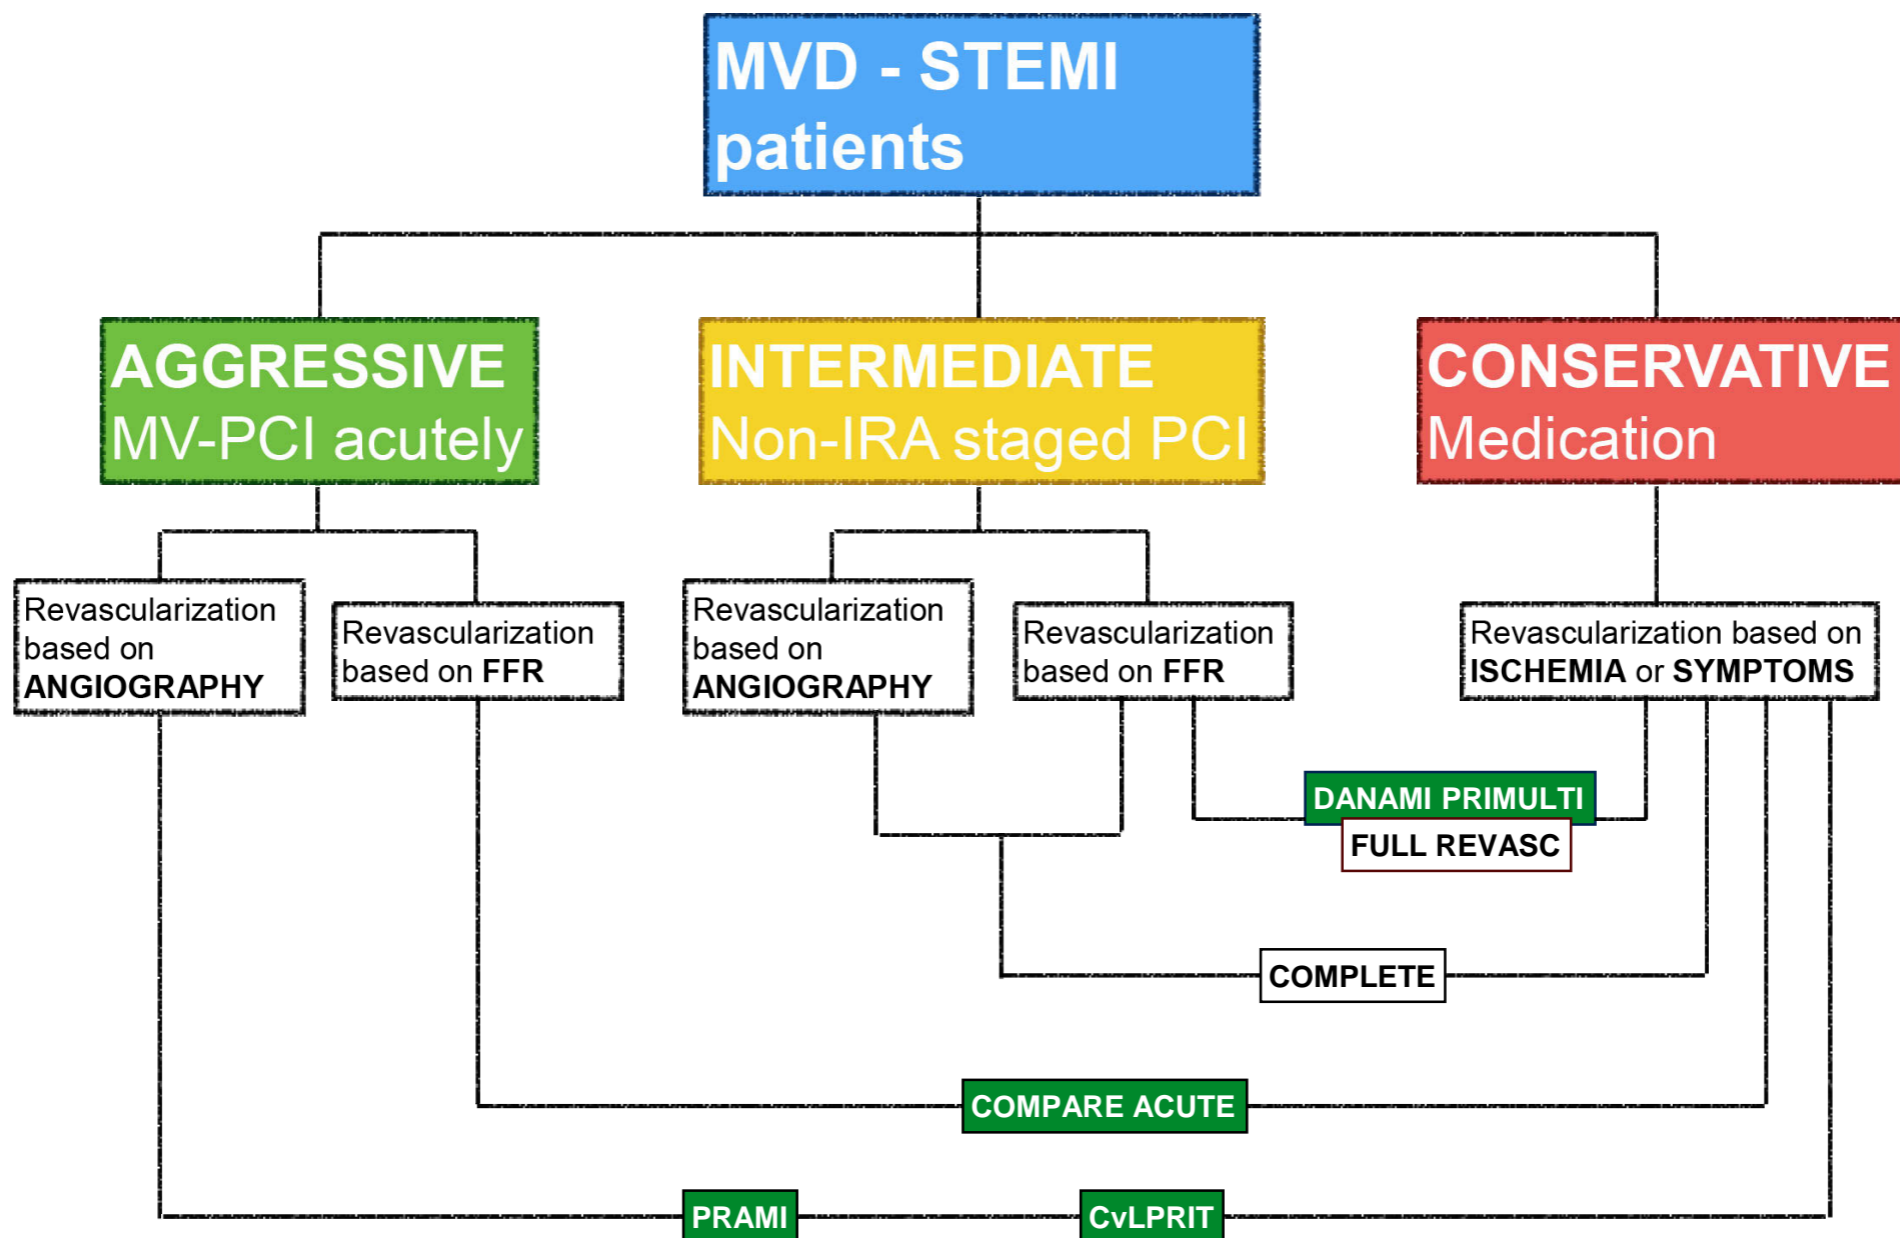 MVD - STEMI
patients
AGGRESSIVE
MV-PCI acutely
INTERMEDIATE
Non-IRA staged PCI
CONSERVATIVE
Medication
Revascularization
based on
ANGIOGRAPHY
Revascularization
based on FFR
Revascularization
based on
ANGIOGRAPHY
Revascularization
based on FFR
Revascularization based on
ISCHEMIA or SYMPTOMS
DANAMI PRIMULTI
FULL REVASC
COMPLETE
COMPARE ACUTE
PRAMI
CvLPRIT